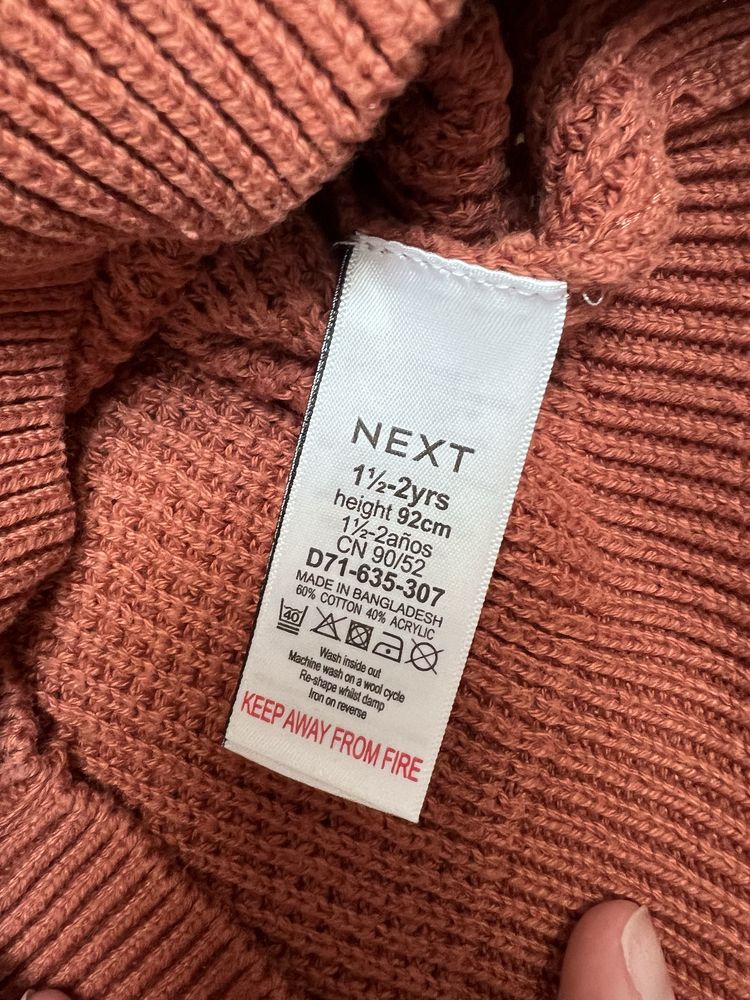 NEXT
1½-2yrs
height 92cm
1½-2años
CN 90/52
D71-635-307
MADE IN BANGLADESH
60% COTTON 40% ACRYLIC
40
Wash inside out
Machine wash on a wool cycle
Re-shape whilst damp
Iron on reverse
KEEP AWAY FROM FIRE